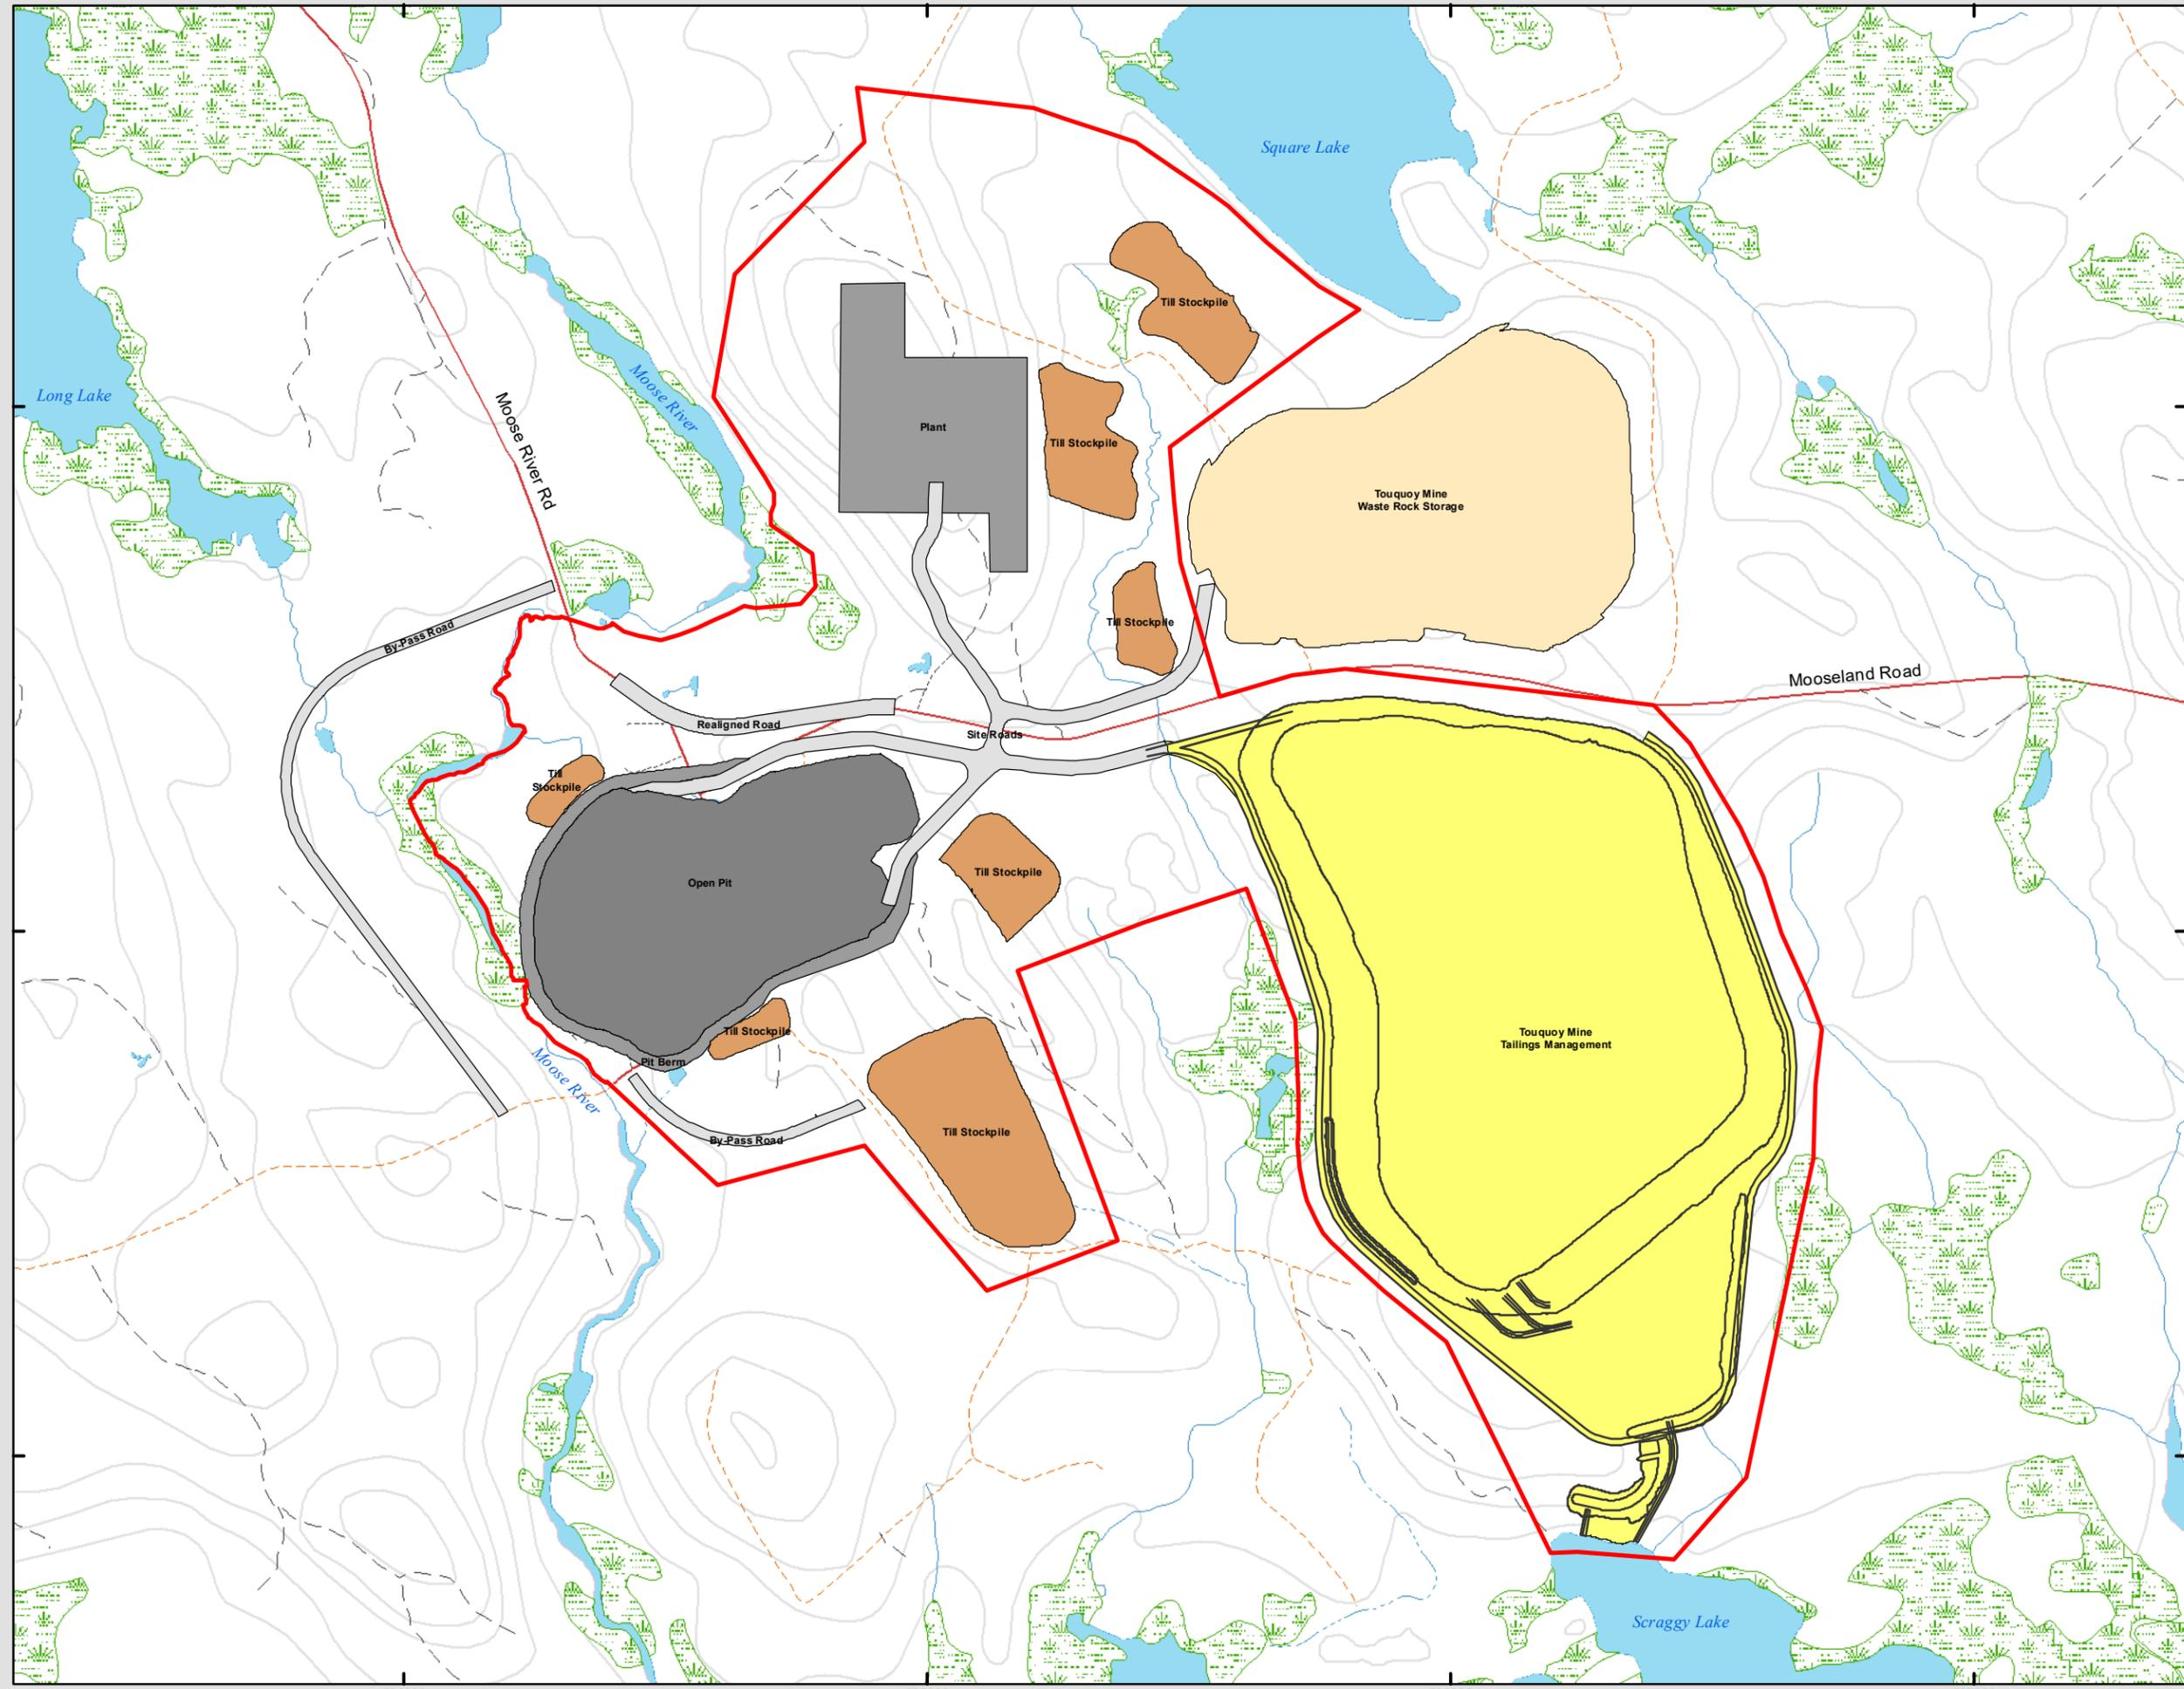 Square Lake
Till Stockpile
Long Lake
Moose River
Moose River Rd
Plant
Till Stockpile
Touquoy Mine
Waste Rock Storage
Till Stockpile
By-Pass Road
Mooseland Road
Realigned Road
Site Roads
Till
Stockpile
Open Pit
Till Stockpile
Till Stockpile
Touquoy Mine
Tailings Management
Pit Berm
Moose River
By-Pass Road
Till Stockpile
Scraggy Lake